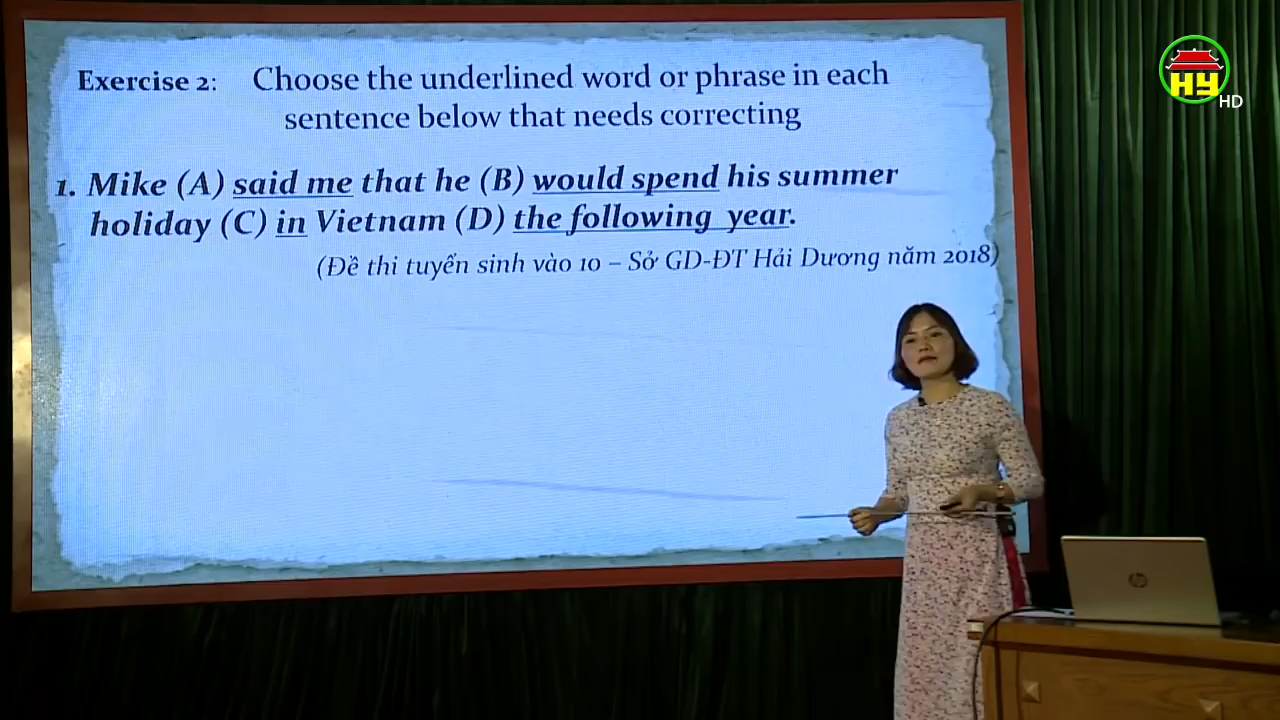 Exercise 2: Choose the underlined word or phrase in each
sentence below that needs correcting
1. Mike (A) said me that he (B) would spend his summer
holiday (C) in Vietnam (D) the following year.
(Đề thi tuyển sinh vào 10 – Sở GD-ĐT Hải Dương năm 2018)
HY
HD
hp